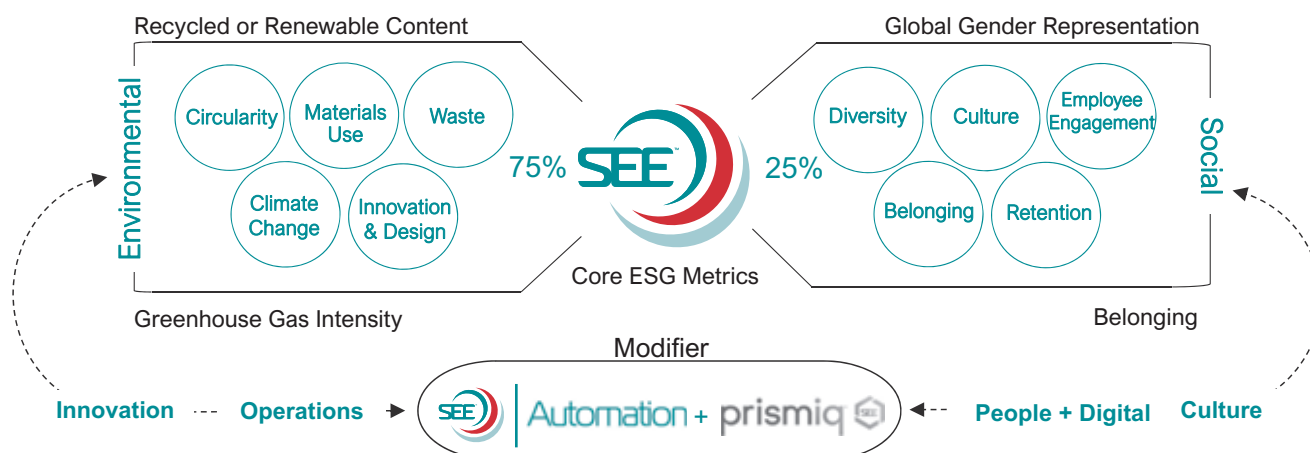 Recycled or Renewable Content
Global Gender Representation
Environmental
Circularity
Materials
Use
Waste
Climate
Change
Innovation
& Design
75%
SEE™
25%
Core ESG Metrics
Diversity
Culture
Employee
Engagement
Belonging
Retention
Social
Greenhouse Gas Intensity
Belonging
Modifier
Innovation
Operations
SEE
Automation + prismiq
SEE
People + Digital
Culture